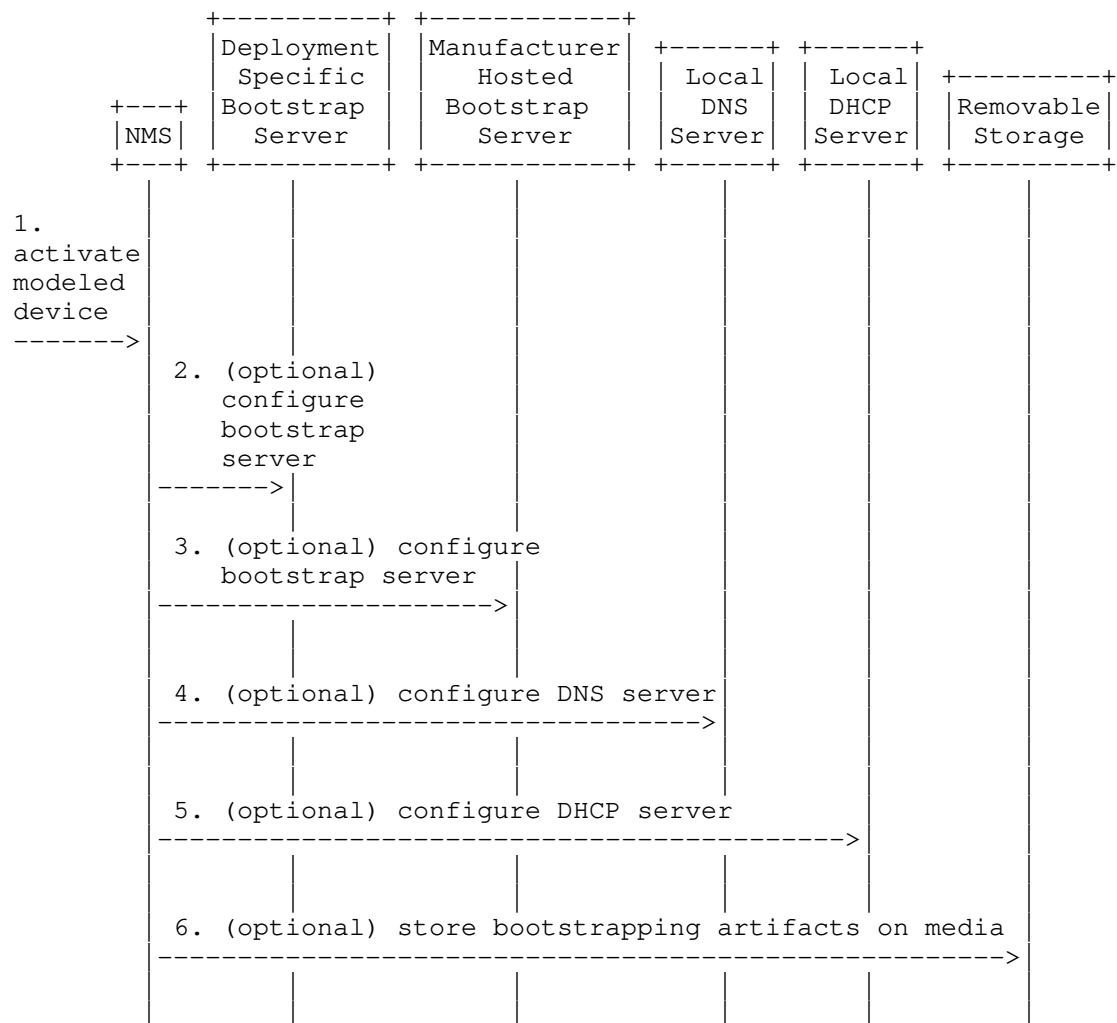 Deployment Manufacturer
Specific Hosted Local Local
Bootstrap Bootstrap DNS DHCP Removable
NMS Server Server Server Server Storage
1.
activate
modeled
device
------->
2. (optional)
configure
bootstrap
server
------->
3. (optional) configure
bootstrap server
--------------------->
4. (optional) configure DNS server
---------------------------------->
5. (optional) configure DHCP server
------------------------------------------->
6. (optional) store bootstrapping artifacts on media
----------------------------------------------------->